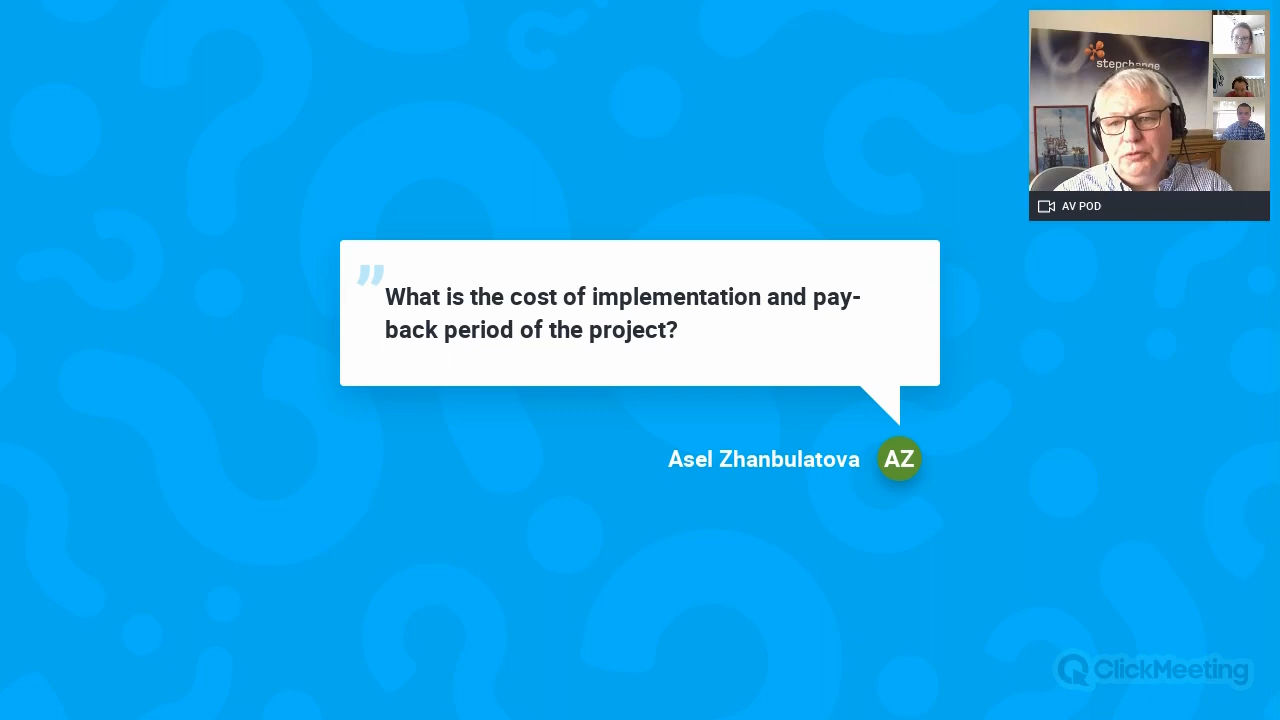 stepchange
AV POD
”
What is the cost of implementation and pay-
back period of the project?
Asel Zhanbulatova AZ
ClickMeeting